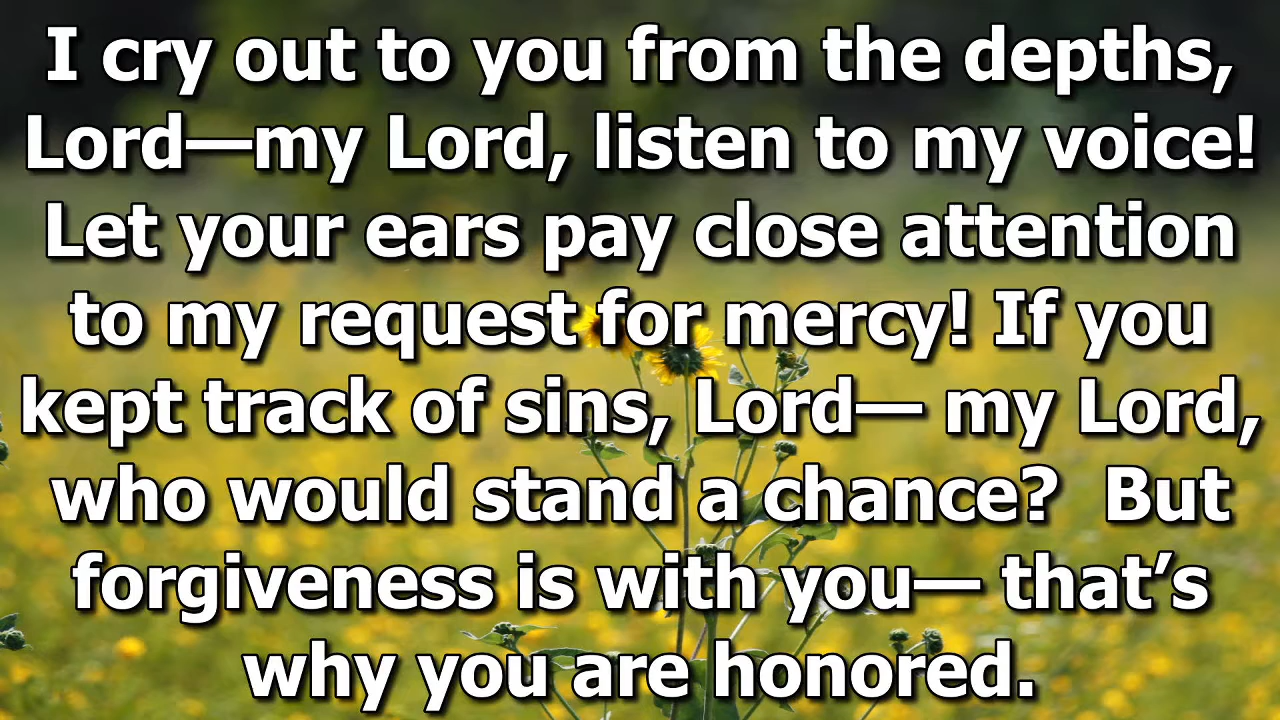 I cry out to you from the depths,
Lord—my Lord, listen to my voice!
Let your ears pay close attention
to my request for mercy! If you
kept track of sins, Lord— my Lord,
who would stand a chance?  But
forgiveness is with you— that’s
why you are honored.